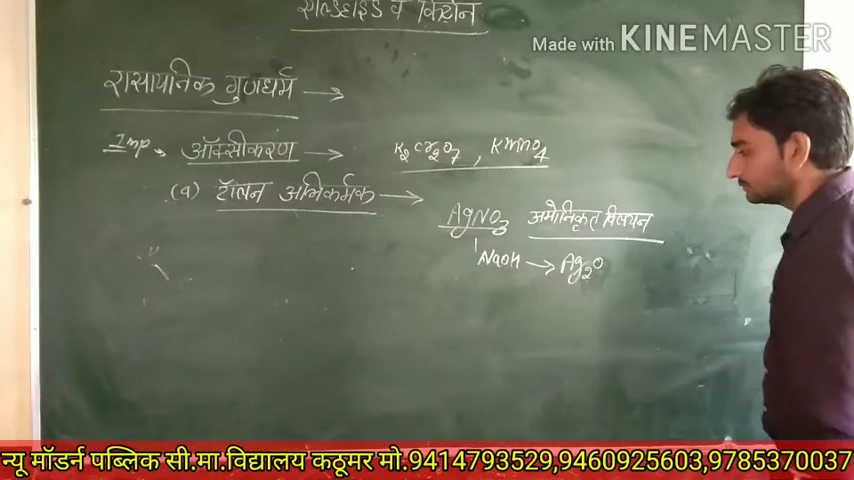 एल्डिहाइड व किटोन
Made with KINEMASTER
रासायनिक गुणधर्म →
Imp → ऑक्सीकरण → K2Cr2O7 , KMnO4
(a) टॉलन अभिकर्मक → AgNO3 अमोनिकृत विलयन
NaOH → Ag2O
न्यू मॉडर्न पब्लिक सी.मा.विद्यालय कठूमर मो.9414793529,9460925603,9785370037